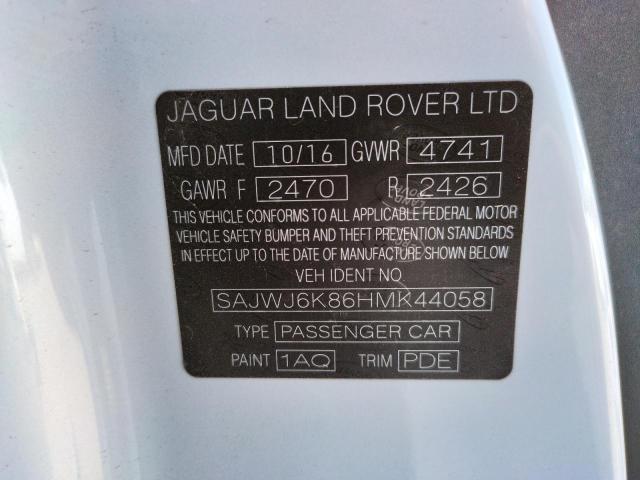 JAGUAR LAND ROVER LTD
MFD DATE 10/16 GVWR 4741
GAWR F 2470 R 2426
THIS VEHICLE CONFORMS TO ALL APPLICABLE FEDERAL MOTOR
VEHICLE SAFETY BUMPER AND THEFT PREVENTION STANDARDS
IN EFFECT AS TO THE DATE OF MANUFACTURE SHOWN BELOW
VEH IDENT NO
SAJWJ6K86HMK44058
TYPE PASSENGER CAR
PAINT 1AQ TRIM PDE